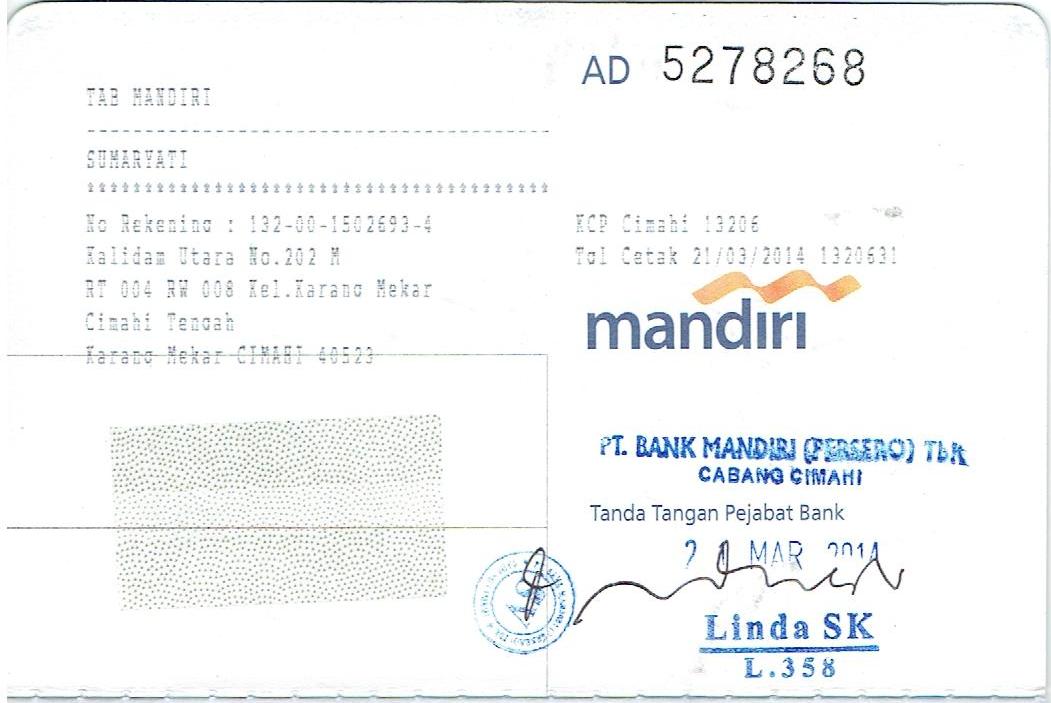 AD 5278268
TAB MANDIRI
SUMARYATI
No Rekening : 132-00-1502693-4
Kalidam Utara No.202 M
RT 004 RW 008 Kel.Karang Mekar
Cimahi Tengah
Karang Mekar CIMAHI 40523
KCP Cimahi 13206
Tgl Cetak 21/03/2014 1320631
mandiri
PT. BANK MANDIRI (PERSERO) Tbk
CABANG CIMAHI
Tanda Tangan Pejabat Bank
21 MAR 2014
Linda SK
L.358